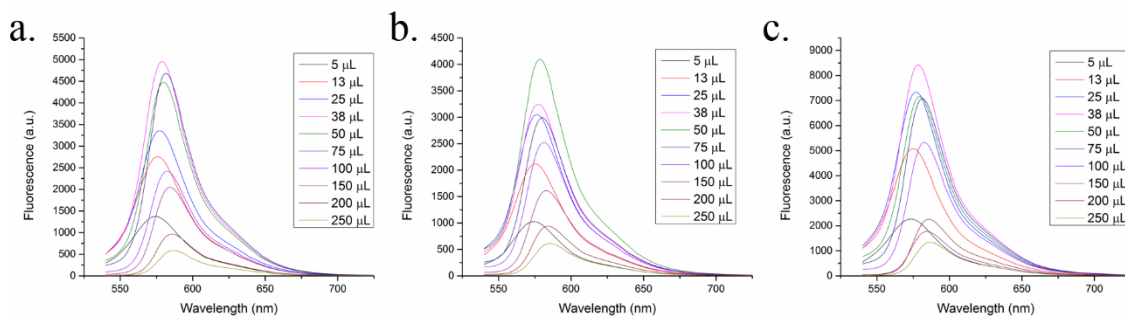 a.
5500
5000
4500
4000
3500
3000
2500
2000
1500
1000
500
0
Fluorescence (a.u.)
550 600 650 700
Wavelength (nm)
5 µL
13 µL
25 µL
38 µL
50 µL
75 µL
100 µL
150 µL
200 µL
250 µL
b.
4500
4000
3500
3000
2500
2000
1500
1000
500
0
Fluorescence (a.u.)
550 600 650 700
Wavelength (nm)
5 µL
13 µL
25 µL
38 µL
50 µL
75 µL
100 µL
150 µL
200 µL
250 µL
c.
9000
8000
7000
6000
5000
4000
3000
2000
1000
0
Fluorescence (a.u.)
550 600 650 700
Wavelength (nm)
5 µL
13 µL
25 µL
38 µL
50 µL
75 µL
100 µL
150 µL
200 µL
250 µL